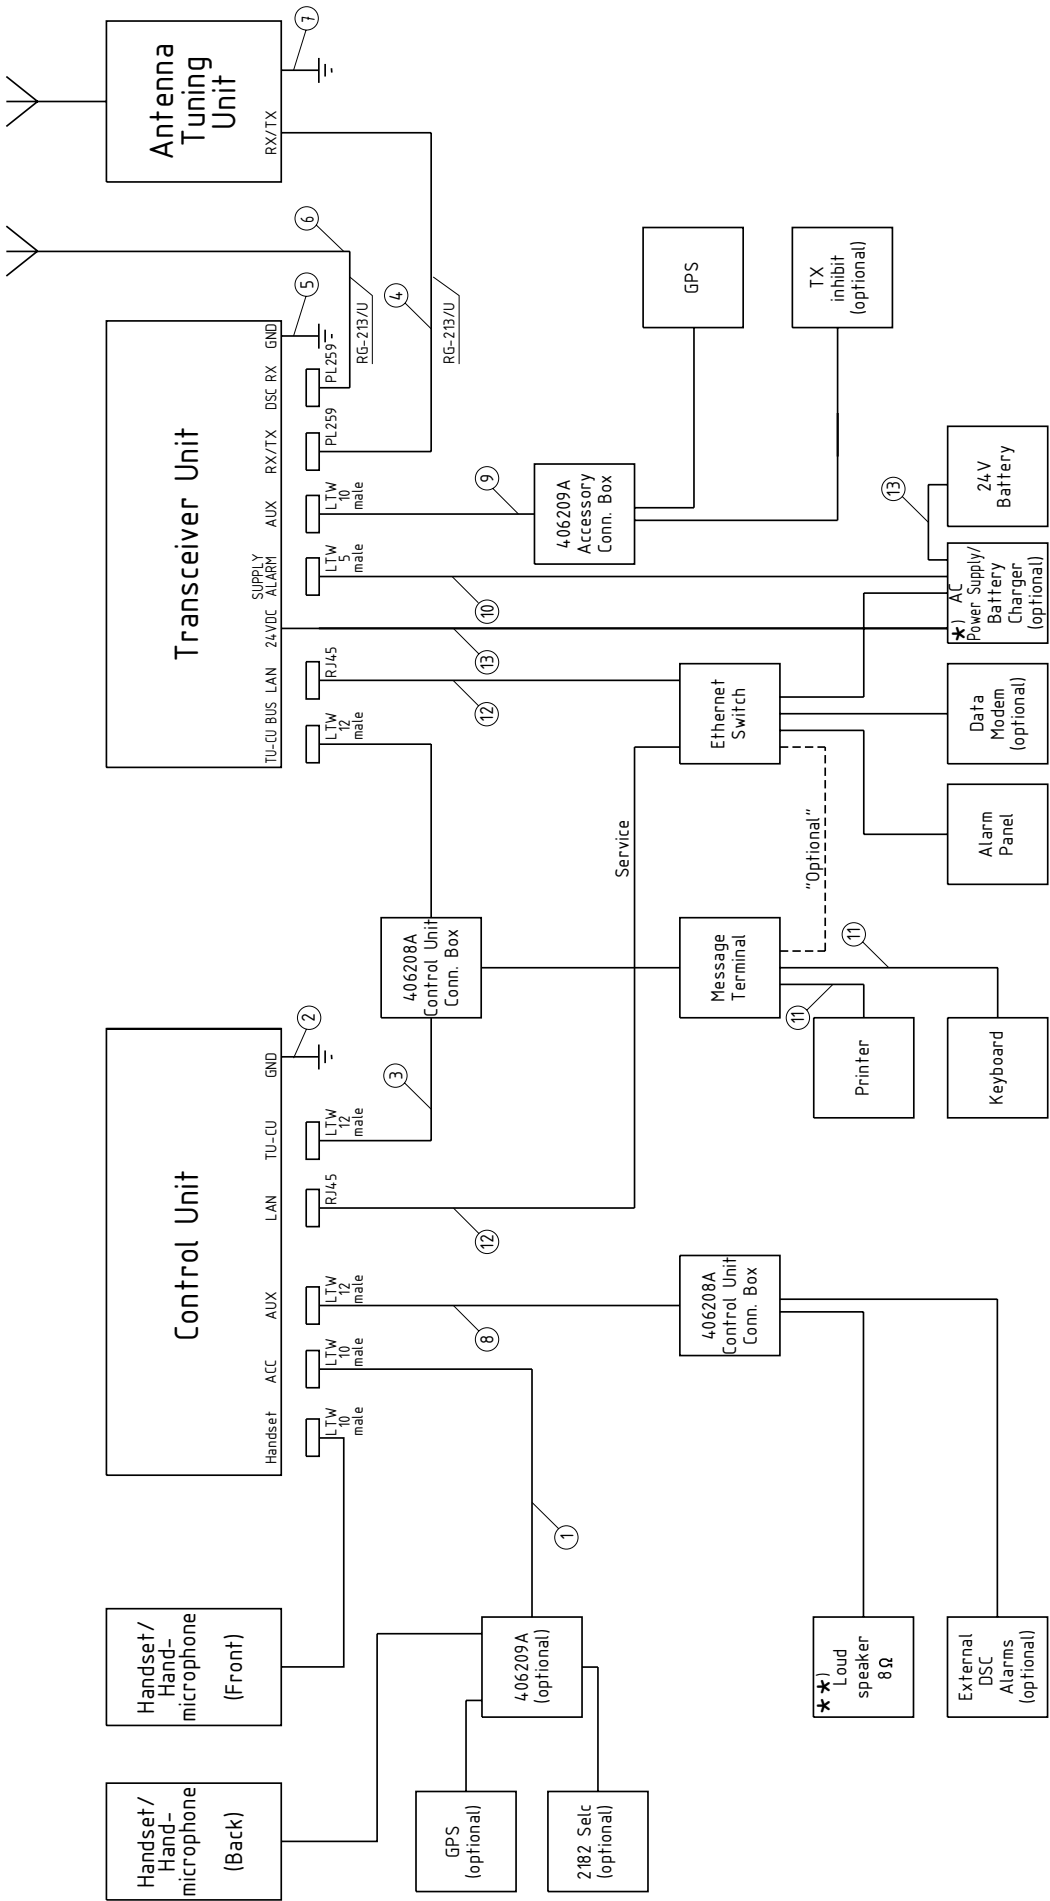 Handset/
Hand-
microphone
(Back)
Handset/
Hand-
microphone
(Front)
Control Unit
Handset
ACC
AUX
LAN
TU-CU
GND
LTW
10
male
LTW
10
male
LTW
12
male
RJ45
LTW
12
male
2
Transceiver Unit
TU-CU BUS
LAN
24VDC
SUPPLY
ALARM
AUX
RX/TX
DSC RX
GND
LTW
12
male
RJ45
LTW
5
male
LTW
10
male
PL259
PL259
5
Antenna
Tuning
Unit
RX/TX
7
6
RG-213/U
4
RG-213/U
GPS
(optional)
2182 Selc
(optional)
406209A
(optional)
1
8
12
3
406208A
Control Unit
Conn. Box
12
13
10
9
406209A
Accessory
Conn. Box
GPS
TX
inhibit
(optional)
406208A
Control Unit
Conn. Box
Service
Message
Terminal
"Optional"
Ethernet
Switch
**)
Loud
speaker
8Ω
External
DSC
Alarms
(optional)
Printer
11
Keyboard
11
Alarm
Panel
Data
Modem
(optional)
*) AC
Power Supply/
Battery
Charger
(optional)
13
24V
Battery